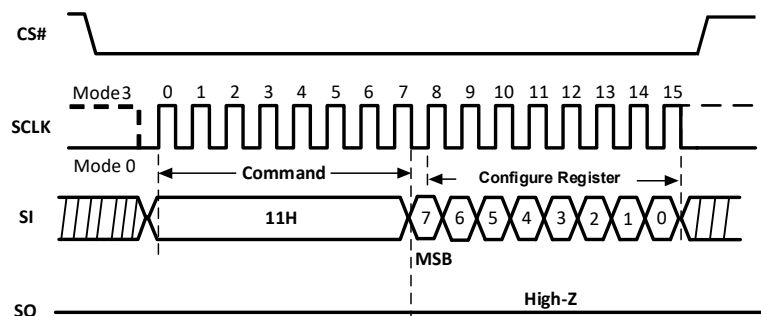 CS#
Mode3 0 1 2 3 4 5 6 7 8 9 10 11 12 13 14 15
SCLK
Mode 0
Command Configure Register
SI 11H 7 6 5 4 3 2 1 0
MSB
High-Z
SO